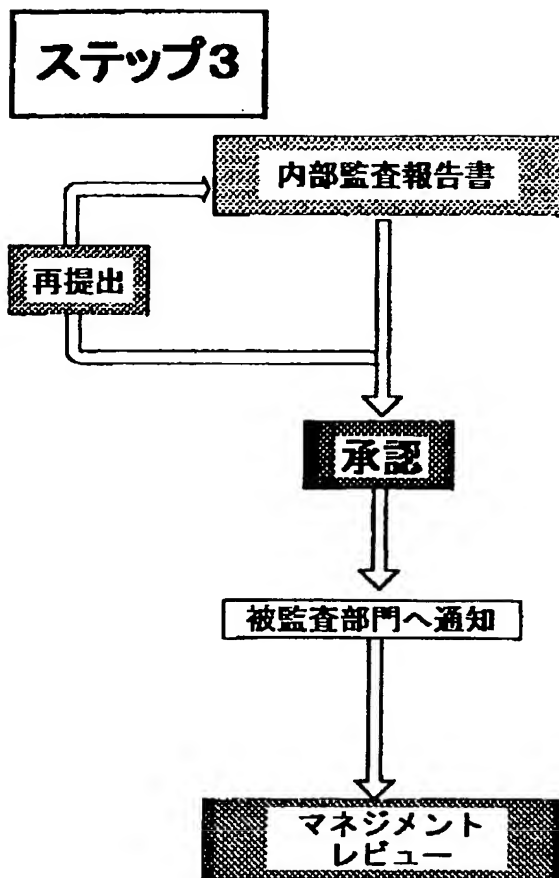 ステップ3
内部監査報告書
再提出
承認
被監査部門へ通知
マネジメント
レビュー